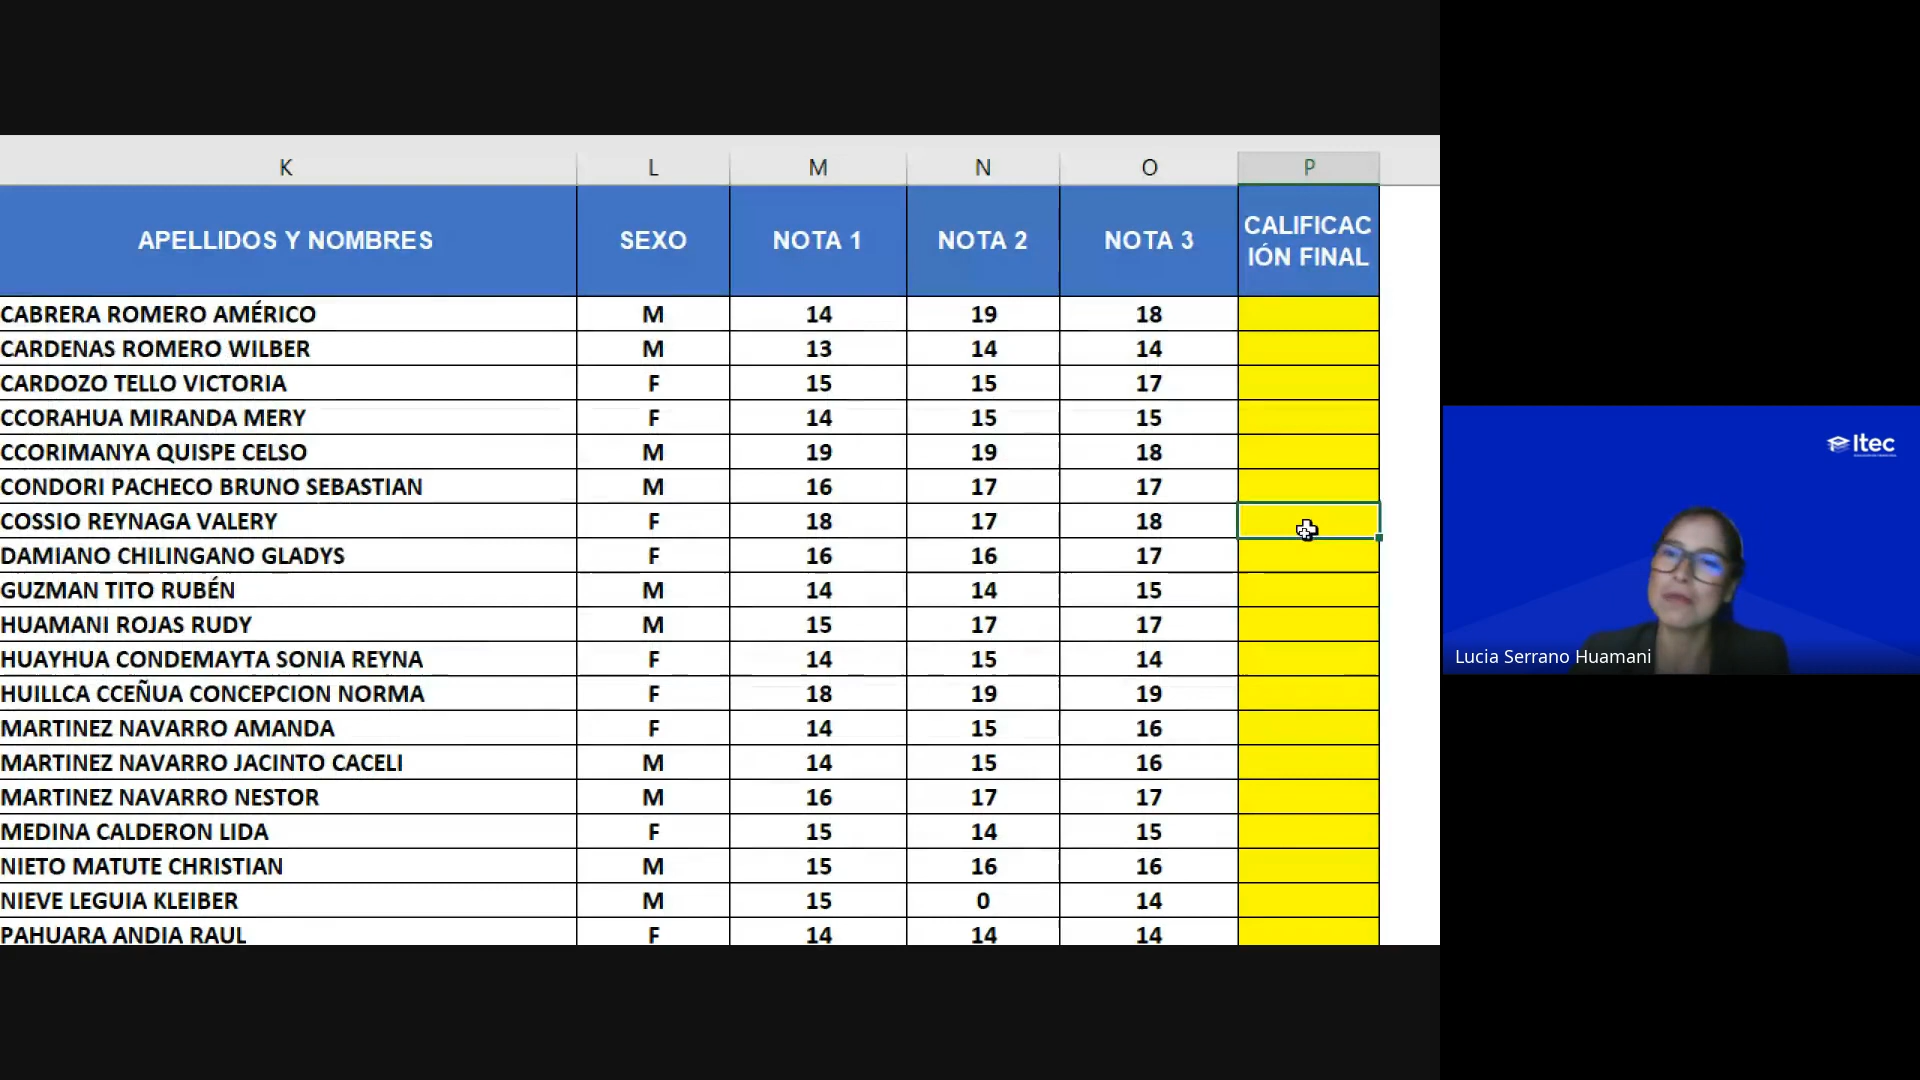 K L M N O P
APELLIDOS Y NOMBRES SEXO NOTA 1 NOTA 2 NOTA 3 CALIFICAC
IÓN FINAL
CABRERA ROMERO AMÉRICO M 14 19 18
CARDENAS ROMERO WILBER M 13 14 14
CARDOZO TELLO VICTORIA F 15 15 17
CCORAHUA MIRANDA MERY F 14 15 15
CCORIMANYA QUISPE CELSO M 19 19 18
CONDORI PACHECO BRUNO SEBASTIAN M 16 17 17
COSSIO REYNAGA VALERY F 18 17 18
DAMIANO CHILINGANO GLADYS F 16 16 17
GUZMAN TITO RUBÉN M 14 14 15
HUAMANI ROJAS RUDY M 15 17 17
HUAYHUA CONDEMAYTA SONIA REYNA F 14 15 14
HUILLCA CCEÑUA CONCEPCION NORMA F 18 19 19
MARTINEZ NAVARRO AMANDA F 14 15 16
MARTINEZ NAVARRO JACINTO CACELI M 14 15 16
MARTINEZ NAVARRO NESTOR M 16 17 17
MEDINA CALDERON LIDA F 15 14 15
NIETO MATUTE CHRISTIAN M 15 16 16
NIEVE LEGUIA KLEIBER M 15 0 14
PAHUARA ANDIA RAUL F 14 14 14
Itec
Lucia Serrano Huamani